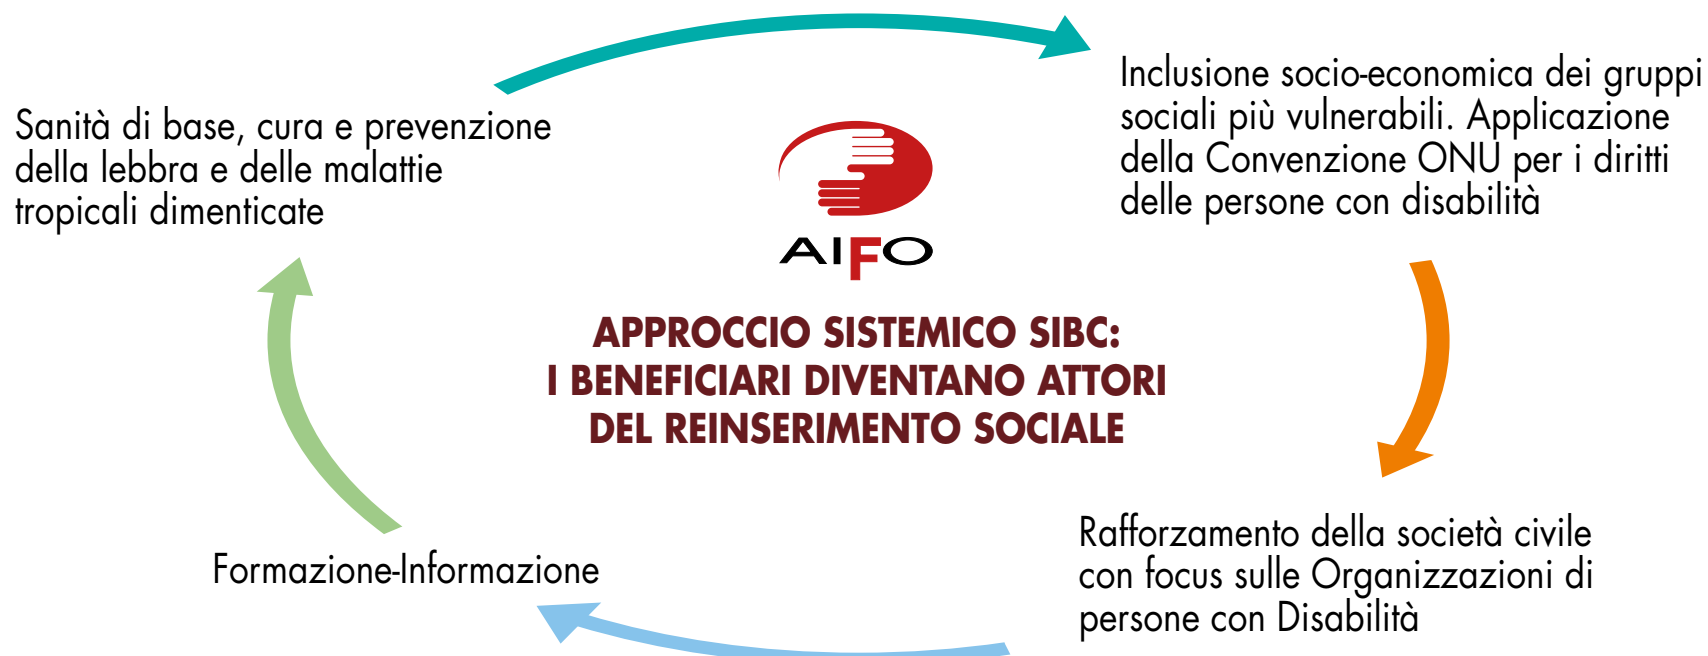 Sanità di base, cura e prevenzione
della lebbra e delle malattie
tropicali dimenticate
Inclusione socio-economica dei gruppi
sociali più vulnerabili. Applicazione
della Convenzione ONU per i diritti
delle persone con disabilità
AIFO
APPROCCIO SISTEMICO SIBC:
I BENEFICIARI DIVENTANO ATTORI
DEL REINSERIMENTO SOCIALE
Rafforzamento della società civile
con focus sulle Organizzazioni di
persone con Disabilità
Formazione-Informazione